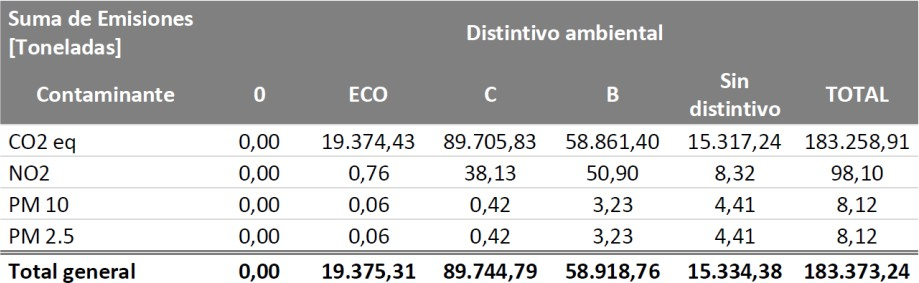 Suma de Emisiones Distintivo ambiental
[Toneladas]
Contaminante 0 ECO C B Sin distintivo TOTAL
CO2 eq 0,00 19.374,43 89.705,83 58.861,40 15.317,24 183.258,91
NO2 0,00 0,76 38,13 50,90 8,32 98,10
PM 10 0,00 0,06 0,42 3,23 4,41 8,12
PM 2.5 0,00 0,06 0,42 3,23 4,41 8,12
Total general 0,00 19.375,31 89.744,79 58.918,76 15.334,38 183.373,24